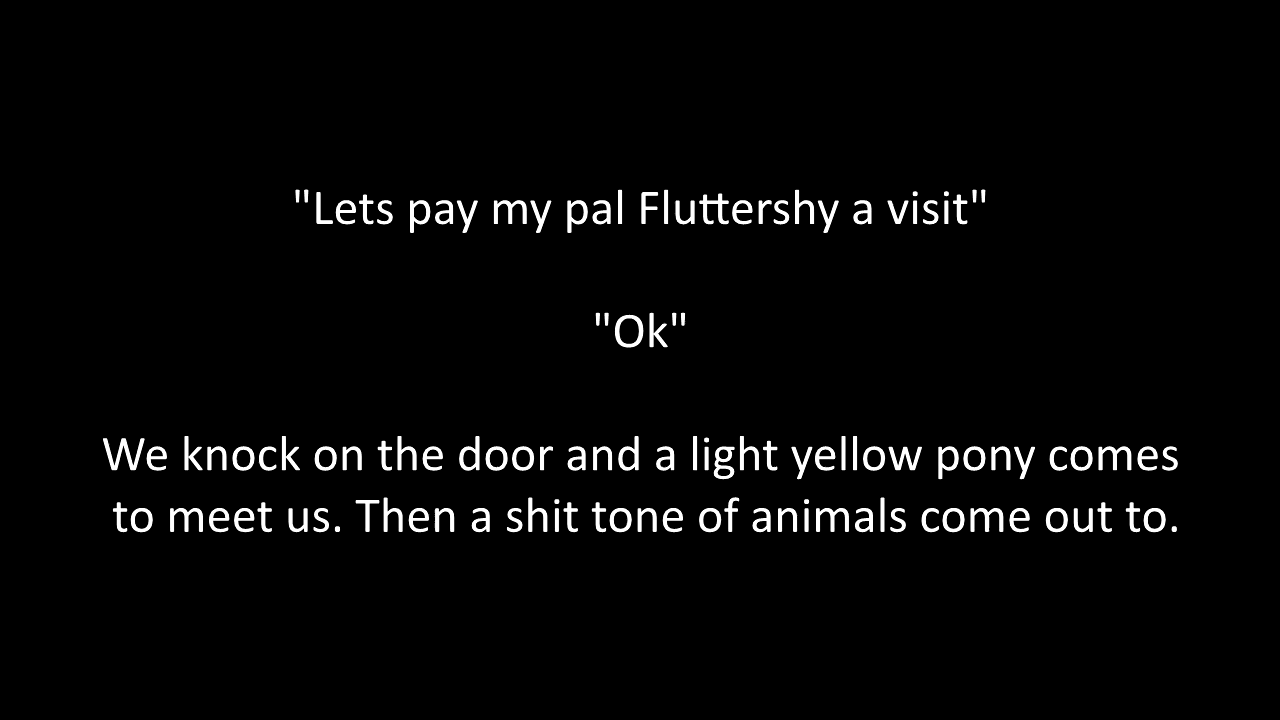 "Lets pay my pal Fluttershy a visit"
"Ok"
We knock on the door and a light yellow pony comes
to meet us. Then a shit tone of animals come out to.